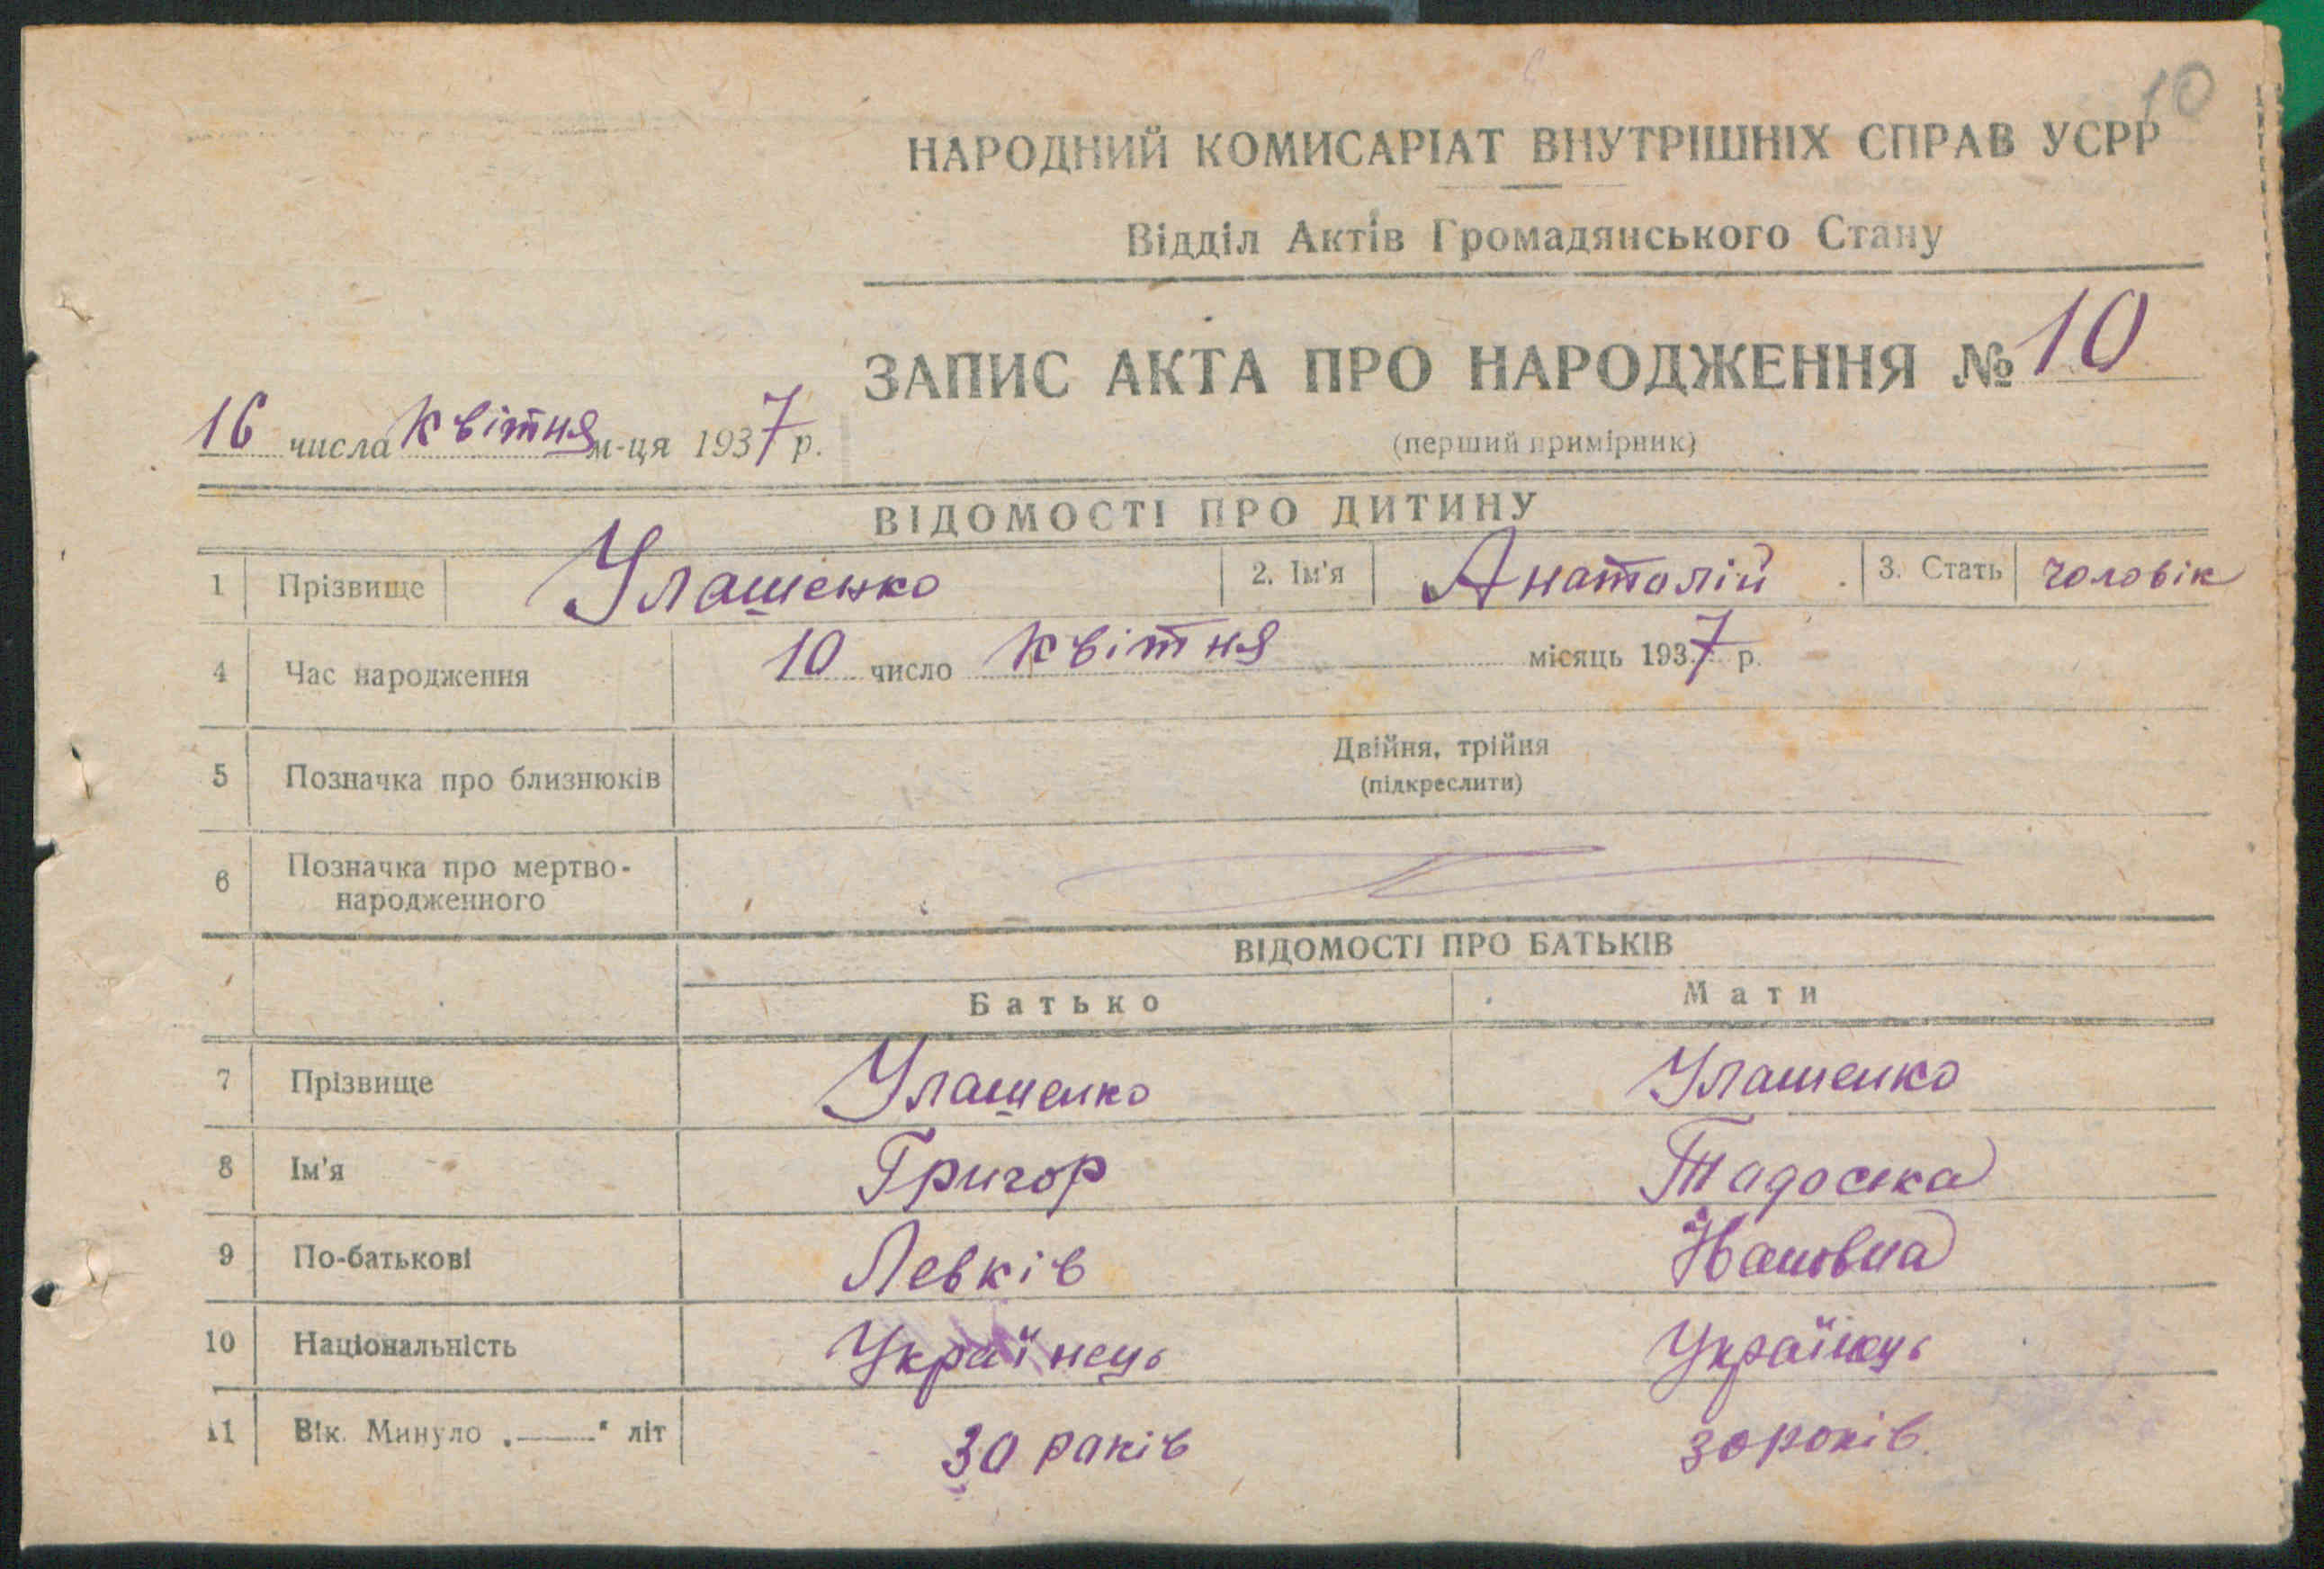 10
НАРОДНИЙ КОМИСАРІАТ ВНУТРІШНІХ СПРАВ УСРР
Відділ Актів Громадянського Стану
ЗАПИС АКТА ПРО НАРОДЖЕННЯ № 10
16 числа квітня м-ця 1937 р.
(перший примірник)
ВІДОМОСТІ ПРО ДИТИНУ
1 Прізвище Улашенко 2. Ім'я Анатолій 3. Стать чоловік
4 Час народження 10 число квітня місяць 1937 р.
5 Позначка про близнюків Двійня, трійня
(підкреслити)
6 Позначка про мертво-
народженного
ВІДОМОСТІ ПРО БАТЬКІВ
Батько Мати
7 Прізвище Улашенко Улашенко
8 Ім'я Григор Тадоська
9 По-батькові Левків
10 Національність Українець
11 Вік. Минуло „——“ літ 30 раків 30 років.